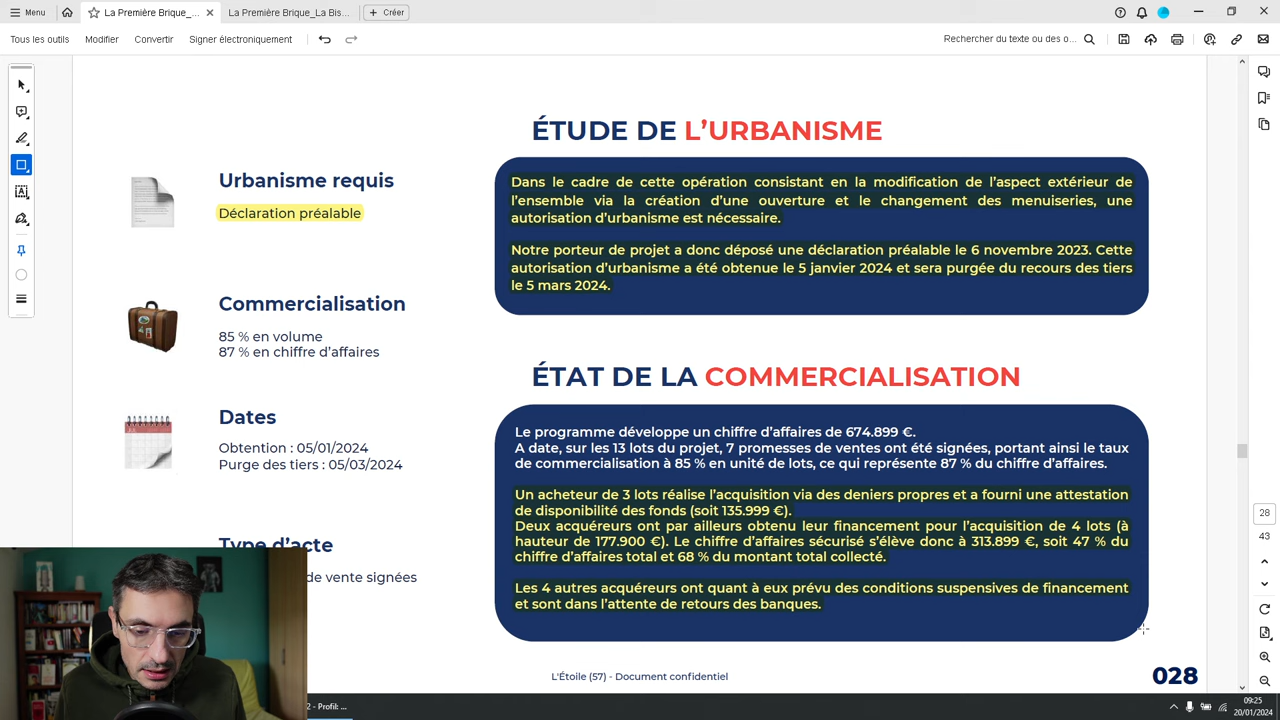 Menu
La Première Brique_...
La Première Brique_La Bis...
Créer
Tous les outils
Modifier
Convertir
Signer électroniquement
Rechercher du texte ou des o...
ÉTUDE DE L'URBANISME
Urbanisme requis
Déclaration préalable
Dans le cadre de cette opération consistant en la modification de l'aspect extérieur de
l'ensemble via la création d'une ouverture et le changement des menuiseries, une
autorisation d'urbanisme est nécessaire.
Notre porteur de projet a donc déposé une déclaration préalable le 6 novembre 2023. Cette
autorisation d'urbanisme a été obtenue le 5 janvier 2024 et sera purgée du recours des tiers
le 5 mars 2024.
Commercialisation
85 % en volume
87 % en chiffre d'affaires
ÉTAT DE LA COMMERCIALISATION
Dates
Obtention : 05/01/2024
Purge des tiers : 05/03/2024
Le programme développe un chiffre d'affaires de 674.899 €.
A date, sur les 13 lots du projet, 7 promesses de ventes ont été signées, portant ainsi le taux
de commercialisation à 85 % en unité de lots, ce qui représente 87 % du chiffre d'affaires.
Un acheteur de 3 lots réalise l'acquisition via des deniers propres et a fourni une attestation
de disponibilité des fonds (soit 135.999 €).
Deux acquéreurs ont par ailleurs obtenu leur financement pour l'acquisition de 4 lots (à
hauteur de 177.900 €). Le chiffre d'affaires sécurisé s'élève donc à 313.899 €, soit 47 % du
chiffre d'affaires total et 68 % du montant total collecté.
Les 4 autres acquéreurs ont quant à eux prévu des conditions suspensives de financement
et sont dans l'attente de retours des banques.
Type d'acte
de vente signées
28
43
L'Étoile (57) - Document confidentiel
028
2 - Profil: ...
09:25
20/01/2024